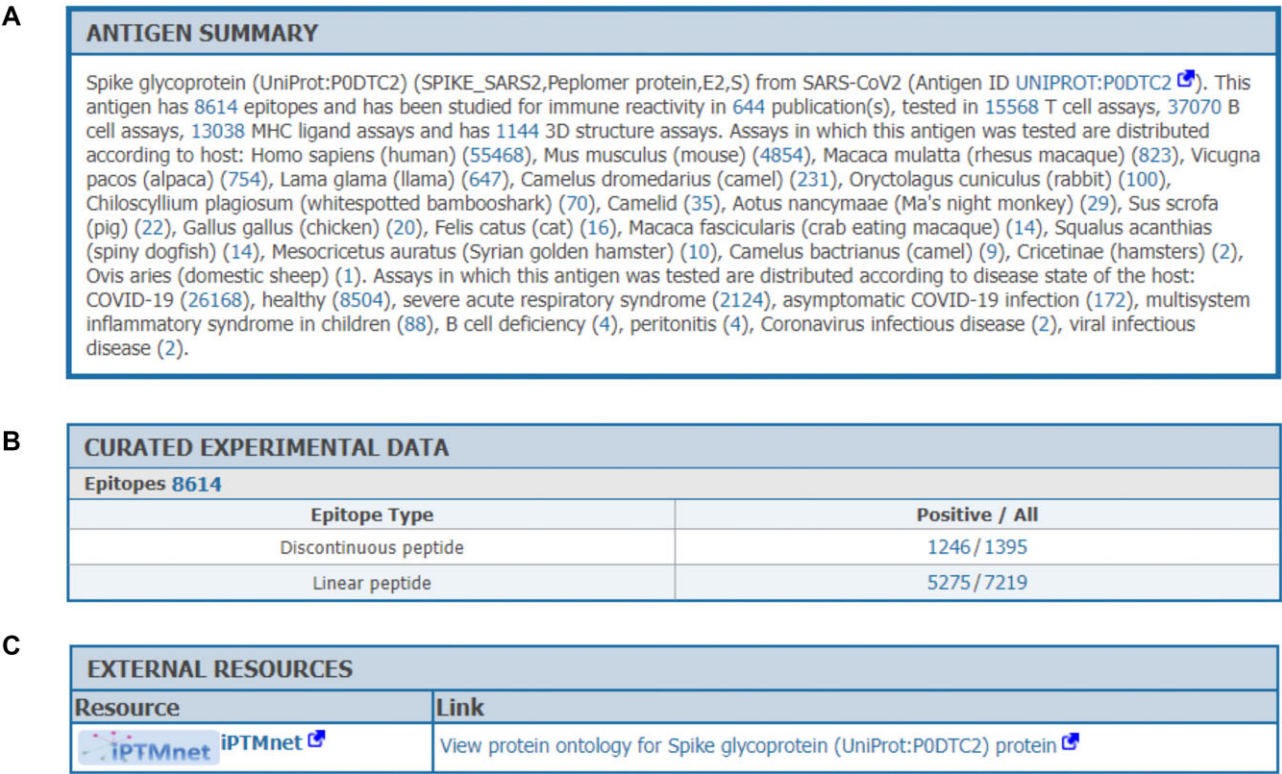 A
ANTIGEN SUMMARY
Spike glycoprotein (UniProt:P0DTC2) (SPIKE_SARS2,Peplomer protein,E2,S) from SARS-CoV2 (Antigen ID UNIPROT:P0DTC2). This
antigen has 8614 epitopes and has been studied for immune reactivity in 644 publication(s), tested in 15568 T cell assays, 37070 B
cell assays, 13038 MHC ligand assays and has 1144 3D structure assays. Assays in which this antigen was tested are distributed
according to host: Homo sapiens (human) (55468), Mus musculus (mouse) (4854), Macaca mulatta (rhesus macaque) (823), Vicugna
pacos (alpaca) (754), Lama glama (llama) (647), Camelus dromedarius (camel) (231), Oryctolagus cuniculus (rabbit) (100),
Chiloscyllium plagiosum (whitespotted bambooshark) (70), Camelid (35), Aotus nancymaae (Ma's night monkey) (29), Sus scrofa
(pig) (22), Gallus gallus (chicken) (20), Felis catus (cat) (16), Macaca fascicularis (crab eating macaque) (14), Squalus acanthias
(spiny dogfish) (14), Mesocricetus auratus (Syrian golden hamster) (10), Camelus bactrianus (camel) (9), Cricetinae (hamsters) (2),
Ovis aries (domestic sheep) (1). Assays in which this antigen was tested are distributed according to disease state of the host:
COVID-19 (26168), healthy (8504), severe acute respiratory syndrome (2124), asymptomatic COVID-19 infection (172), multisystem
inflammatory syndrome in children (88), B cell deficiency (4), peritonitis (4), Coronavirus infectious disease (2), viral infectious
disease (2).
B
CURATED EXPERIMENTAL DATA
Epitopes 8614
Epitope Type Positive / All
Discontinuous peptide 1246/1395
Linear peptide 5275/7219
C
EXTERNAL RESOURCES
Resource Link
iPTMnet iPTMnet View protein ontology for Spike glycoprotein (UniProt:P0DTC2) protein